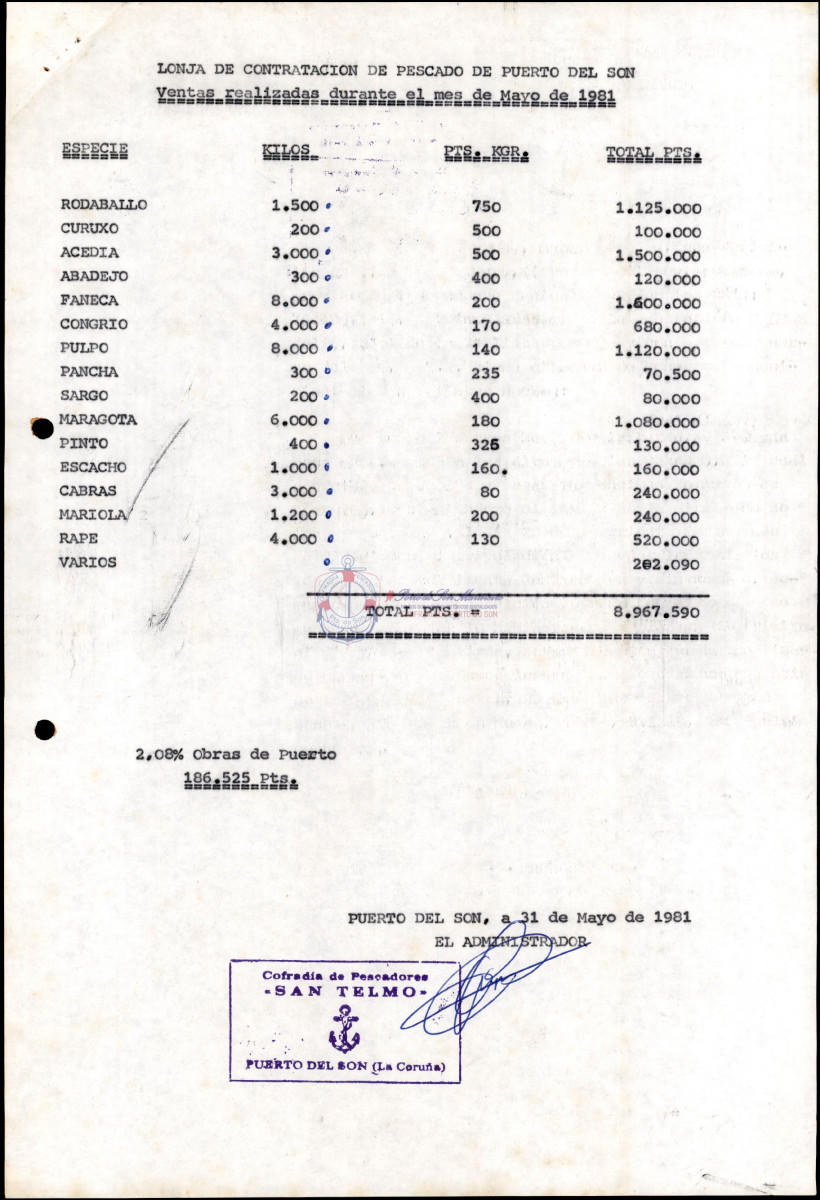 LONJA DE CONTRATACION DE PESCADO DE PUERTO DEL SON
Ventas realizadas durante el mes de Mayo de 1981
ESPECIE KILOS PTS. KGR. TOTAL PTS.
RODABALLO 1.500 750 1.125.000
CURUXO 200 500 100.000
ACEDIA 3.000 500 1.500.000
ABADEJO 300 400 120.000
FANECA 8.000 200 1.600.000
CONGRIO 4.000 170 680.000
PULPO 8.000 140 1.120.000
PANCHA 300 235 70.500
SARGO 200 400 80.000
MARAGOTA 6.000 180 1.080.000
PINTO 400 325 130.000
ESCACHO 1.000 160. 160.000
CABRAS 3.000 80 240.000
MARIOLA 1.200 200 240.000
RAPE 4.000 130 520.000
VARIOS 202.090
TOTAL PTS. = 8.967.590
2,08% Obras de Puerto
186.525 Pts.
PUERTO DEL SON, a 31 de Mayo de 1981
EL ADMINISTRADOR
Cofradía de Pescadores
"SAN TELMO"
PUERTO DEL SON (La Coruña)